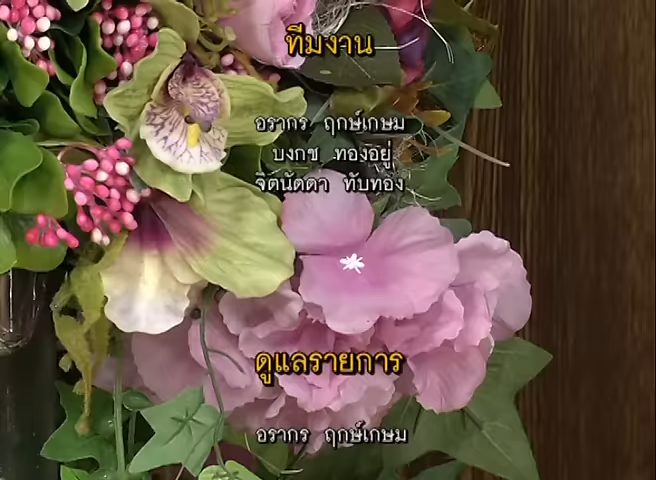 ทีมงาน
อรากร ฤกษ์เกษม
บงกช ทองอยู่
จิตนัดดา ทับทอง
ดูแลรายการ
อรากร ฤกษ์เกษม